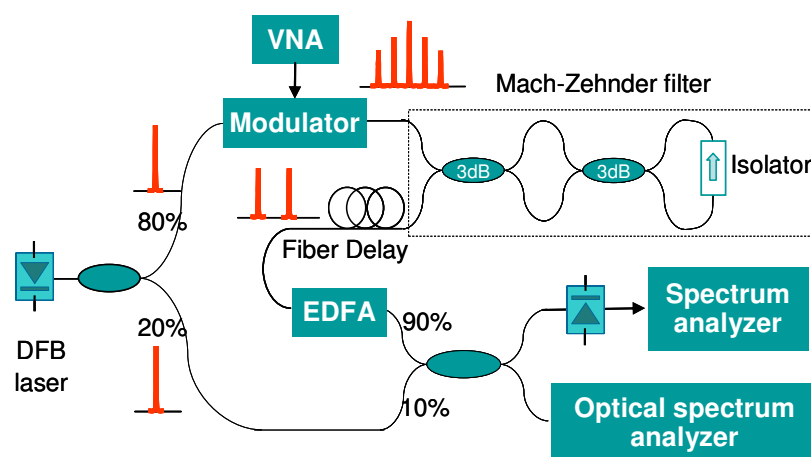 VNA
Mach-Zehnder filter
Modulator
3dB
3dB
Isolator
80%
Fiber Delay
20%
EDFA
90%
Spectrum
analyzer
DFB
laser
10%
Optical spectrum
analyzer